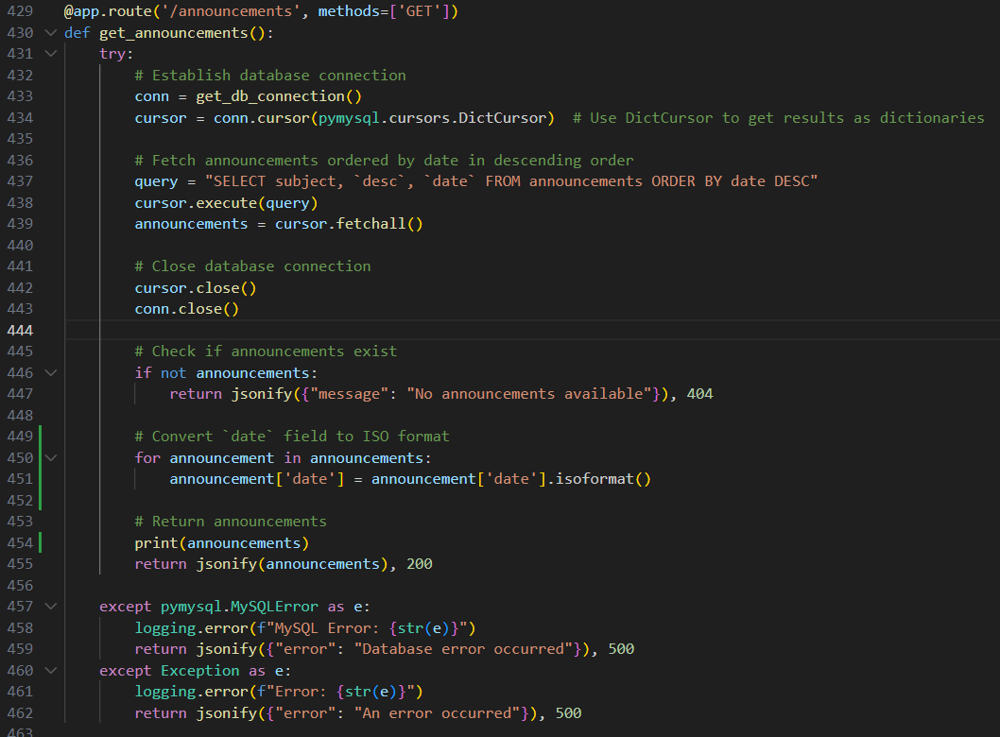 429 @app.route('/announcements', methods=['GET'])
430 def get_announcements():
431     try:
432         # Establish database connection
433         conn = get_db_connection()
434         cursor = conn.cursor(pymysql.cursors.DictCursor)  # Use DictCursor to get results as dictionaries
435
436         # Fetch announcements ordered by date in descending order
437         query = "SELECT subject, `desc`, `date` FROM announcements ORDER BY date DESC"
438         cursor.execute(query)
439         announcements = cursor.fetchall()
440
441         # Close database connection
442         cursor.close()
443         conn.close()
444
445         # Check if announcements exist
446         if not announcements:
447             return jsonify({"message": "No announcements available"}), 404
448
449         # Convert `date` field to ISO format
450         for announcement in announcements:
451             announcement['date'] = announcement['date'].isoformat()
452
453         # Return announcements
454         print(announcements)
455         return jsonify(announcements), 200
456
457     except pymysql.MySQLError as e:
458         logging.error(f"MySQL Error: {str(e)}")
459         return jsonify({"error": "Database error occurred"}), 500
460     except Exception as e:
461         logging.error(f"Error: {str(e)}")
462         return jsonify({"error": "An error occurred"}), 500
463